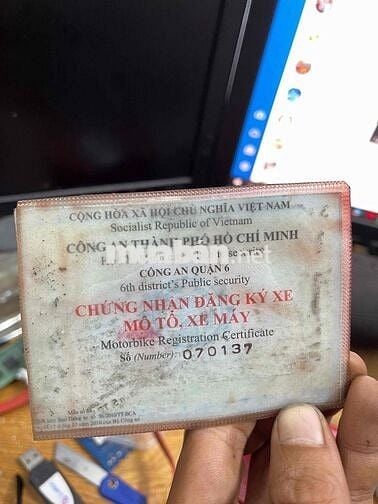 CỘNG HÒA XÃ HỘI CHỦ NGHĨA VIỆT NAM
Socialist Republic of Vietnam
CÔNG AN THÀNH PHỐ HỒ CHÍ MINH
muaban.net
CÔNG AN QUẬN 6
6th district's Public security
CHỨNG NHẬN ĐĂNG KÝ XE
MÔ TÔ, XE MÁY
Motorbike Registration Certificate
Số (Number): 070137